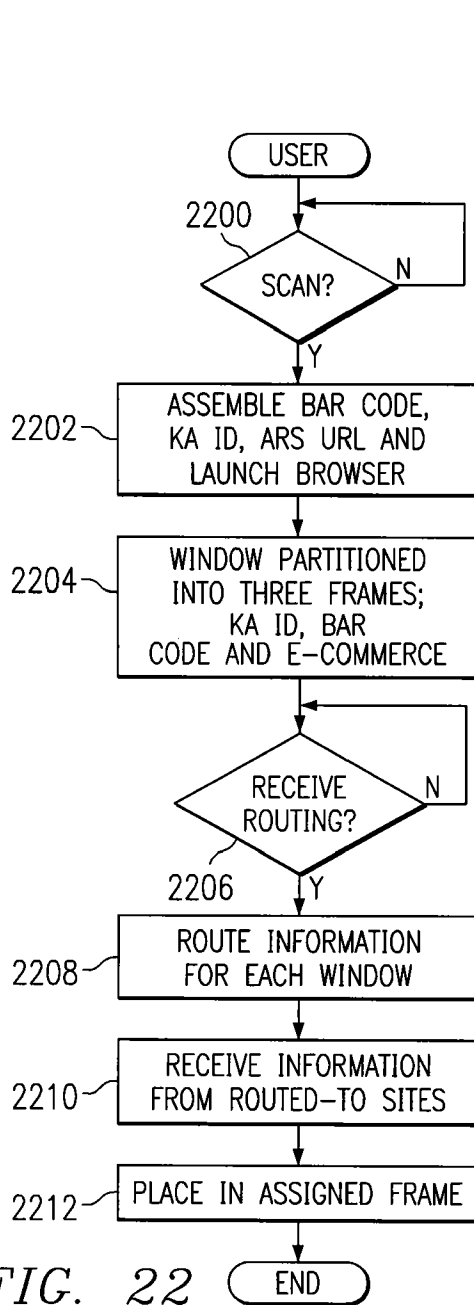 USER
2200
SCAN?
N
Y
2202
ASSEMBLE BAR CODE,
KA ID, ARS URL AND
LAUNCH BROWSER
2204
WINDOW PARTITIONED
INTO THREE FRAMES;
KA ID, BAR
CODE AND E-COMMERCE
RECEIVE
ROUTING?
N
2206
Y
2208
ROUTE INFORMATION
FOR EACH WINDOW
2210
RECEIVE INFORMATION
FROM ROUTED-TO SITES
2212
PLACE IN ASSIGNED FRAME
FIG. 22
END